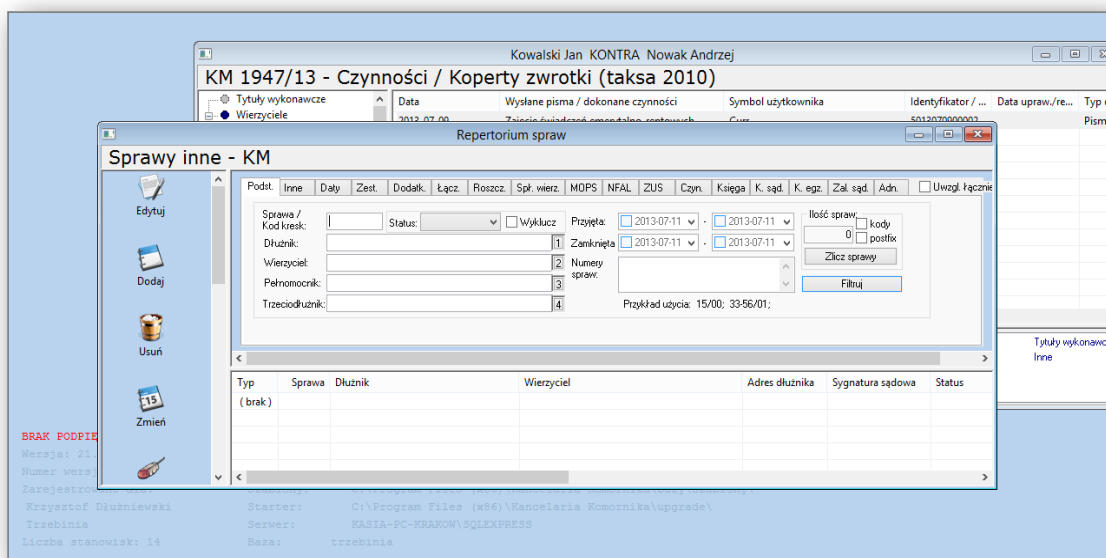 Kowalski Jan KONTRA Nowak Andrzej
KM 1947/13 - Czynności / Koperty zwrotki (taksa 2010)
Tytuły wykonawcze
Wierzyciele
Data Wysłane pisma / dokonane czynności Symbol użytkownika Identyfikator / ... Data upraw./re... Typ
2013-07-09 Zajęcie świadczeń emerytalno-rentowych Curr 5013070900002 Pism
Repertorium spraw
Sprawy inne - KM
Edytuj
Dodaj
Usuń
Zmień
15
Podst. Inne Daty Zest. Dodatk. Łącz. Roszcz. Spł. wierz. MOPS NFAL ZUS Czyn. Księga K. sąd. K. egz. Zal. sąd. Adn. Uwzgl. łącznie
Sprawa / Kod kresk: Status: Wyklucz Przyjęta: 2013-07-11 - 2013-07-11 Ilość spraw: kody
Dłużnik: 1 Zamknięta 2013-07-11 - 2013-07-11 0 postfix
Wierzyciel: 2 Numery spraw: Zlicz sprawy
Pełnomocnik: 3 Filtruj
Trzeciodłużnik: 4 Przykład użycia: 15/00; 33-56/01;
Typ Sprawa Dłużnik Wierzyciel Adres dłużnika Sygnatura sądowa Status
( brak )
Tytuły wykonawc
Inne
BRAK PODPIE
Wersja: 21.
Numer wersj
Krzysztof Dłużniewski Starter: C:\Program Files (x86)\Kancelaria Komornika\upgrade\
Trzebinia Serwer: KASIA-PC-KRAKOW\SQLEXPRESS
Liczba stanowisk: 14 Baza: trzebinia